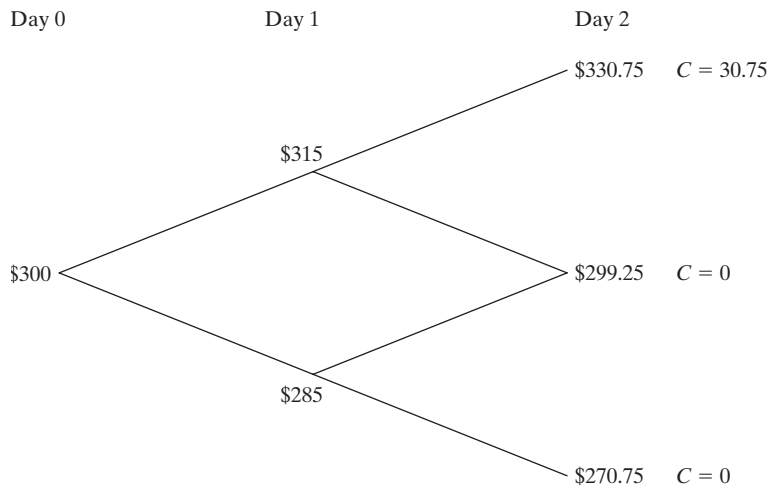 Day 0 Day 1 Day 2
$330.75 C = 30.75
$315
$300 $299.25 C = 0
$285
$270.75 C = 0